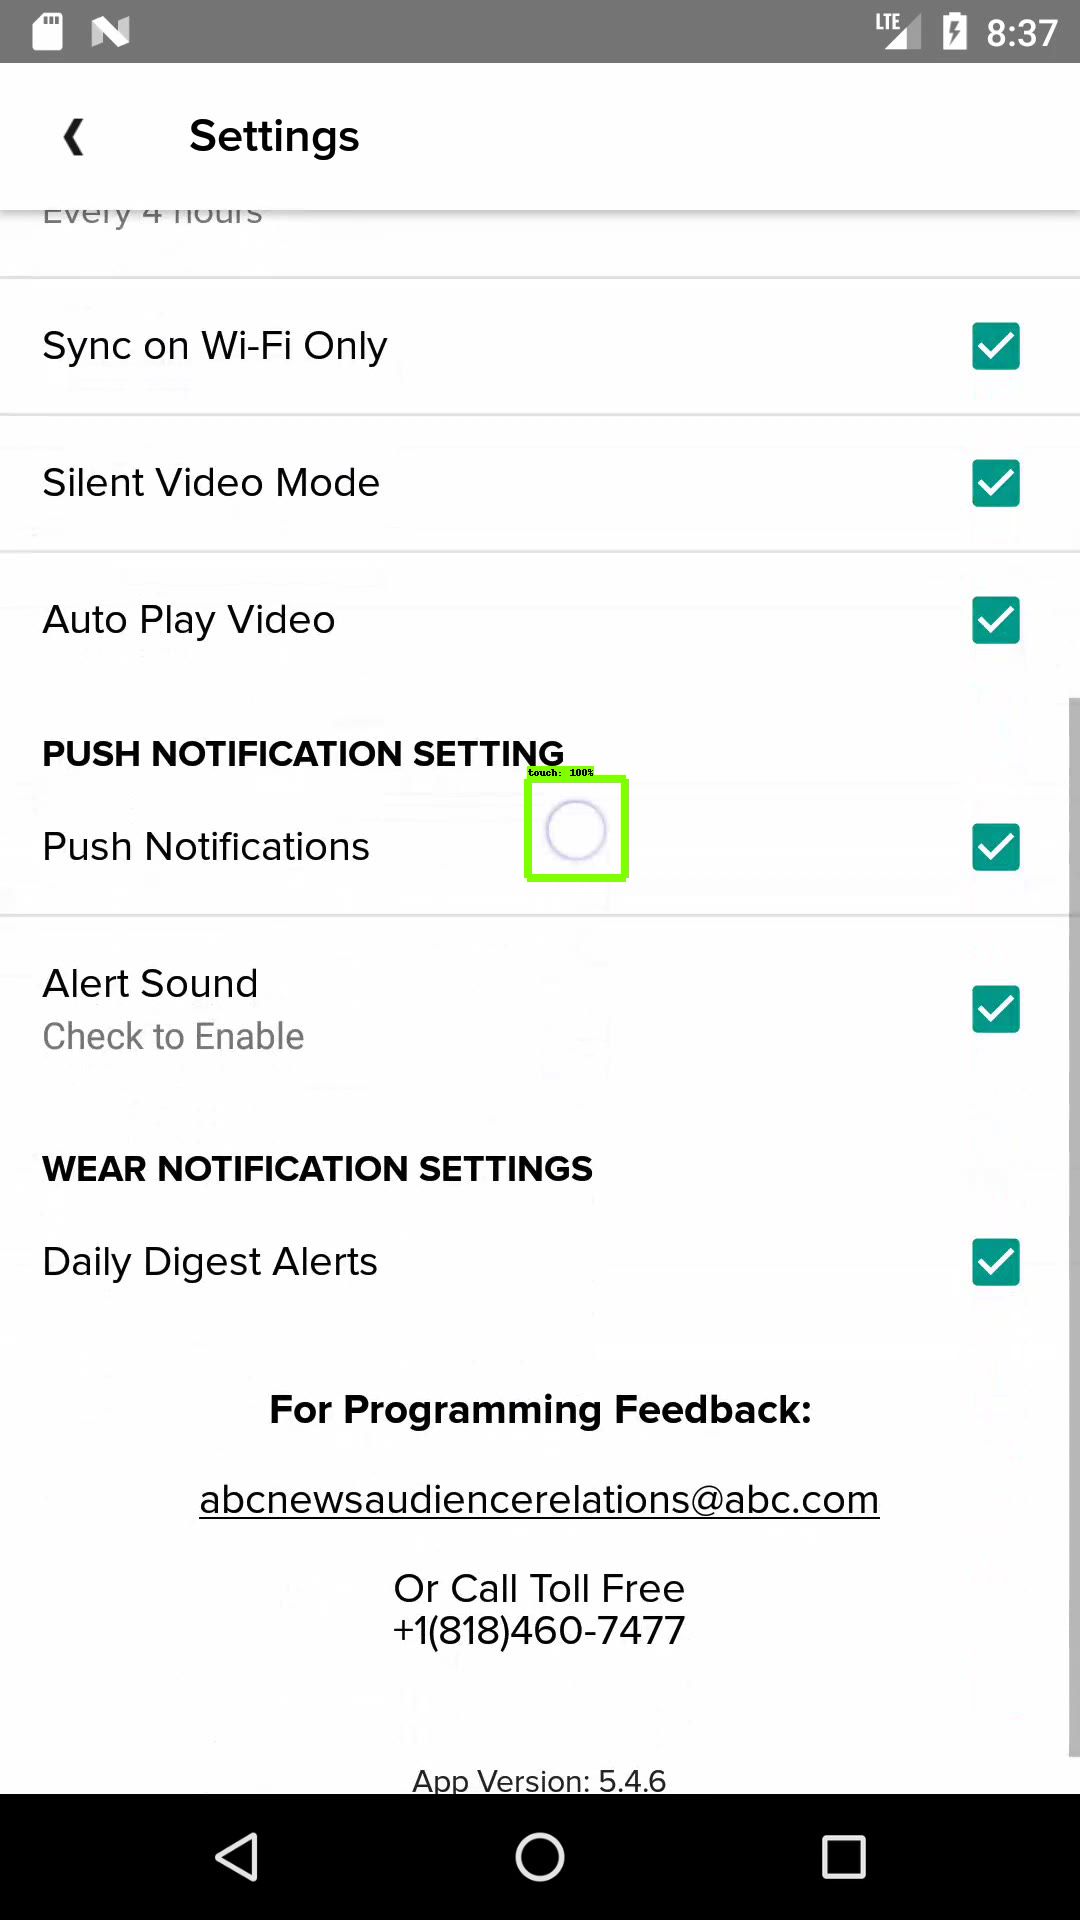 LTE 8:37
Settings
Every 4 hours
Sync on Wi-Fi Only
Silent Video Mode
Auto Play Video
PUSH NOTIFICATION SETTING
touch: 100%
Push Notifications
Alert Sound
Check to Enable
WEAR NOTIFICATION SETTINGS
Daily Digest Alerts
For Programming Feedback:
abcnewsaudiencerelations@abc.com
Or Call Toll Free
+1(818)460-7477
App Version: 5.4.6